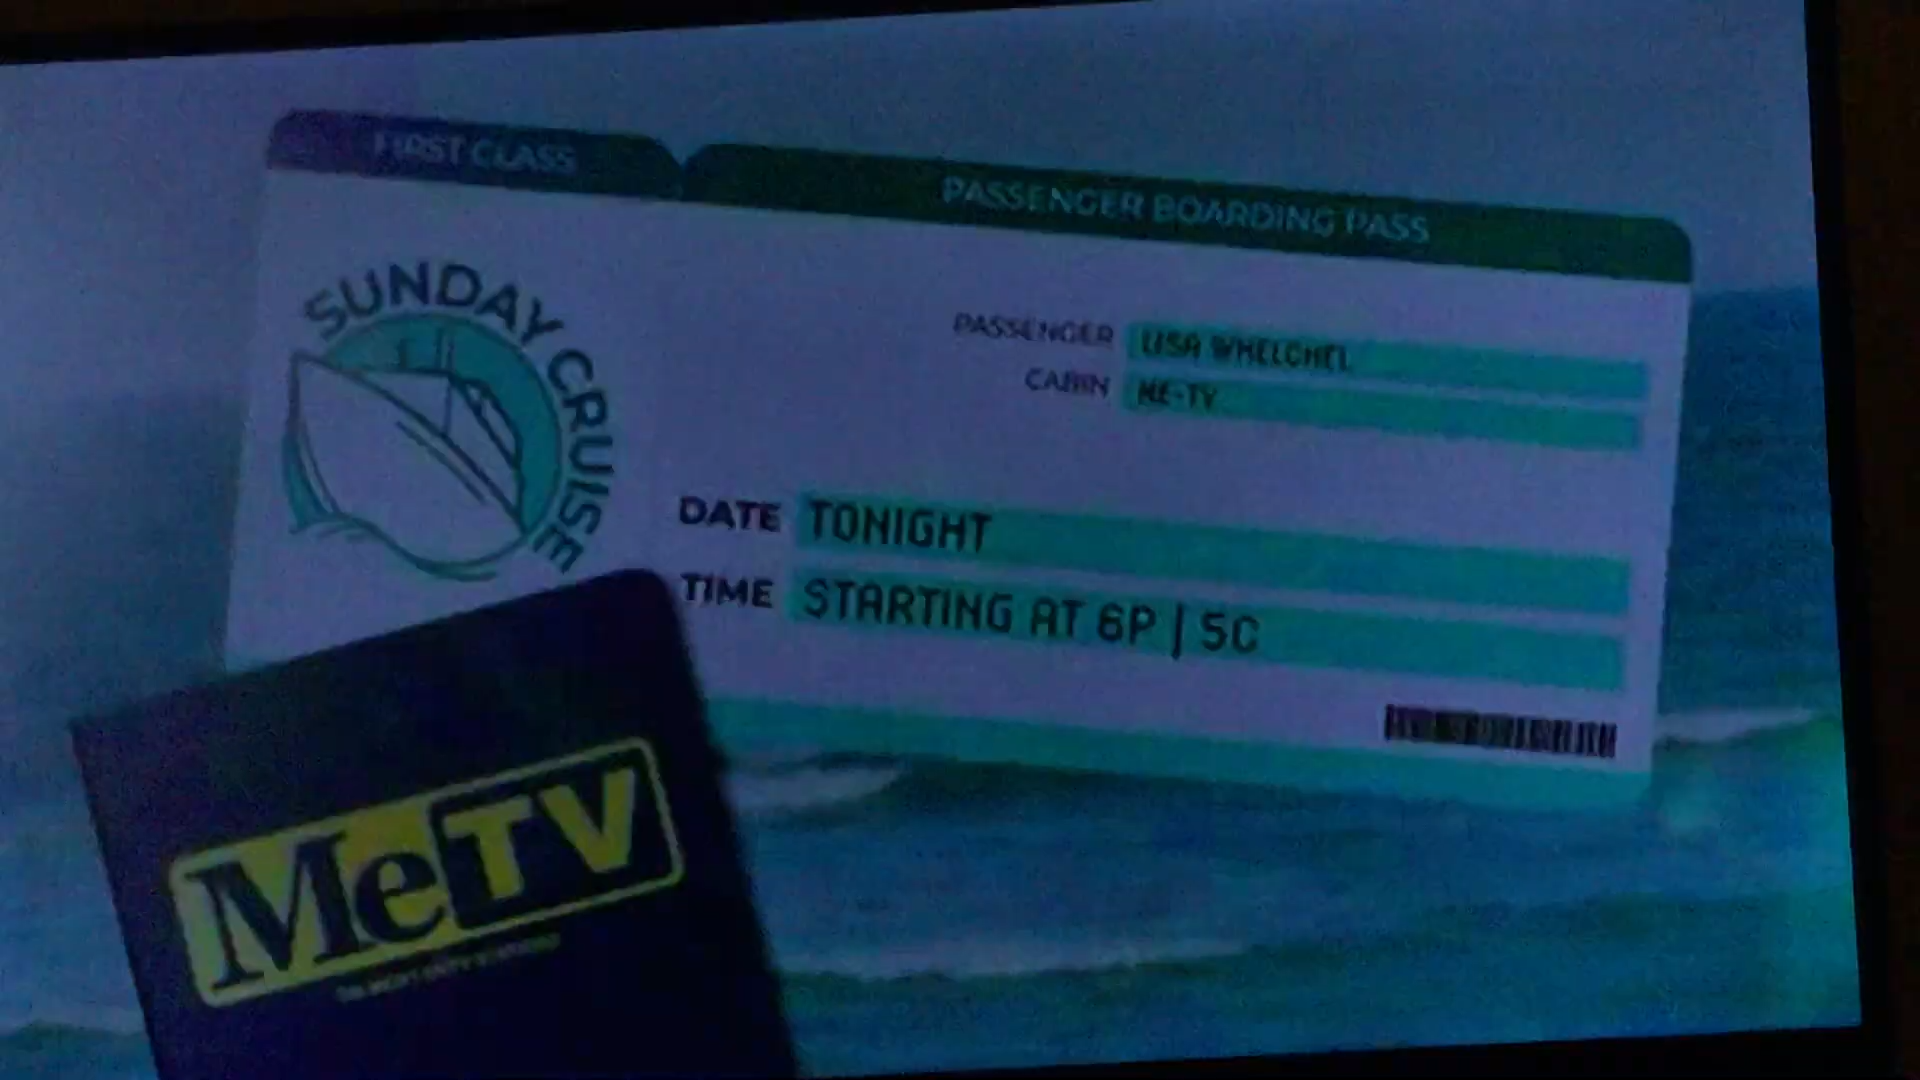 FIRST CLASS
PASSENGER BOARDING PASS
SUNDAY CRUISE
PASSENGER LISA WHELCHEL
CABIN ME-TV
DATE TONIGHT
TIME STARTING AT 6P | 5C
MeTV